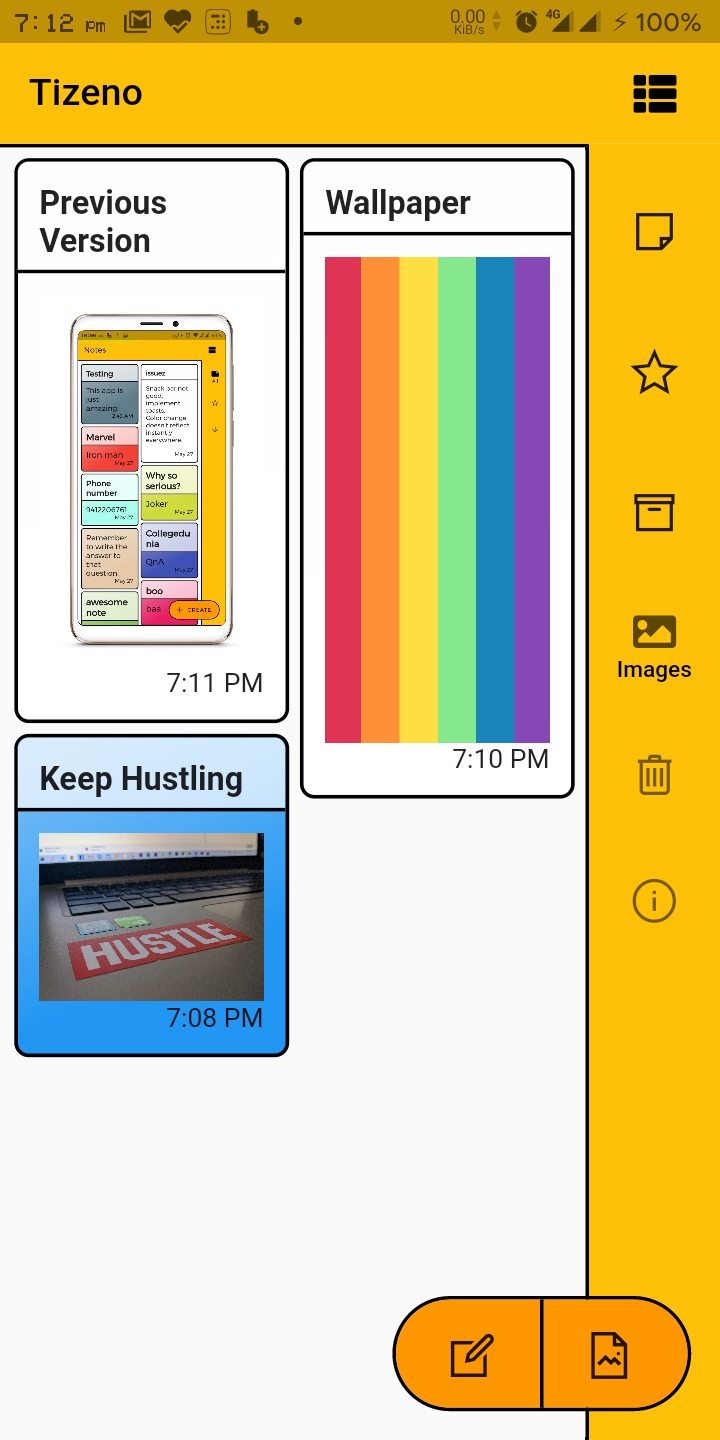 7:12 pm
0.00
KiB/s
4G
100%
Tizeno
Previous
Version
Notes
Testing
This app is
just
amazing
2:45 AM
Marvel
Iron man
May 27
Phone
number
9412206761
May 27
Remember
to write the
answer to
that
question.
May 27
awesome
note
issuez
Snack bar not
good.
implement
toasts.
Color change
doesn't reflect
instantly
everywhere.
May 27
Why so
serious?
Joker
May 27
Collegedu
nia
QnA
May 27
boo
baa
+ CREATE
All
7:11 PM
Wallpaper
7:10 PM
Keep Hustling
HUSTLE
7:08 PM
Images